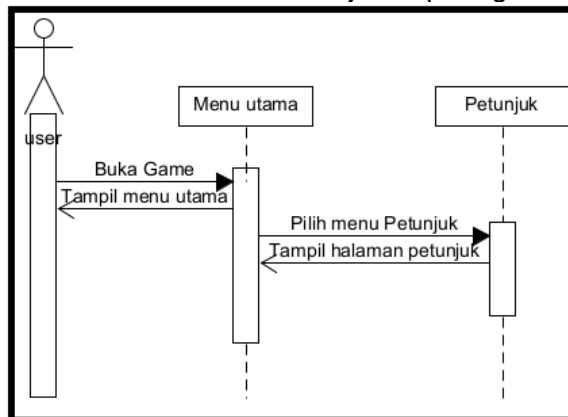 Menu utama
Petunjuk
user
Buka Game
Tampil menu utama
Pilih menu Petunjuk
Tampil halaman petunjuk